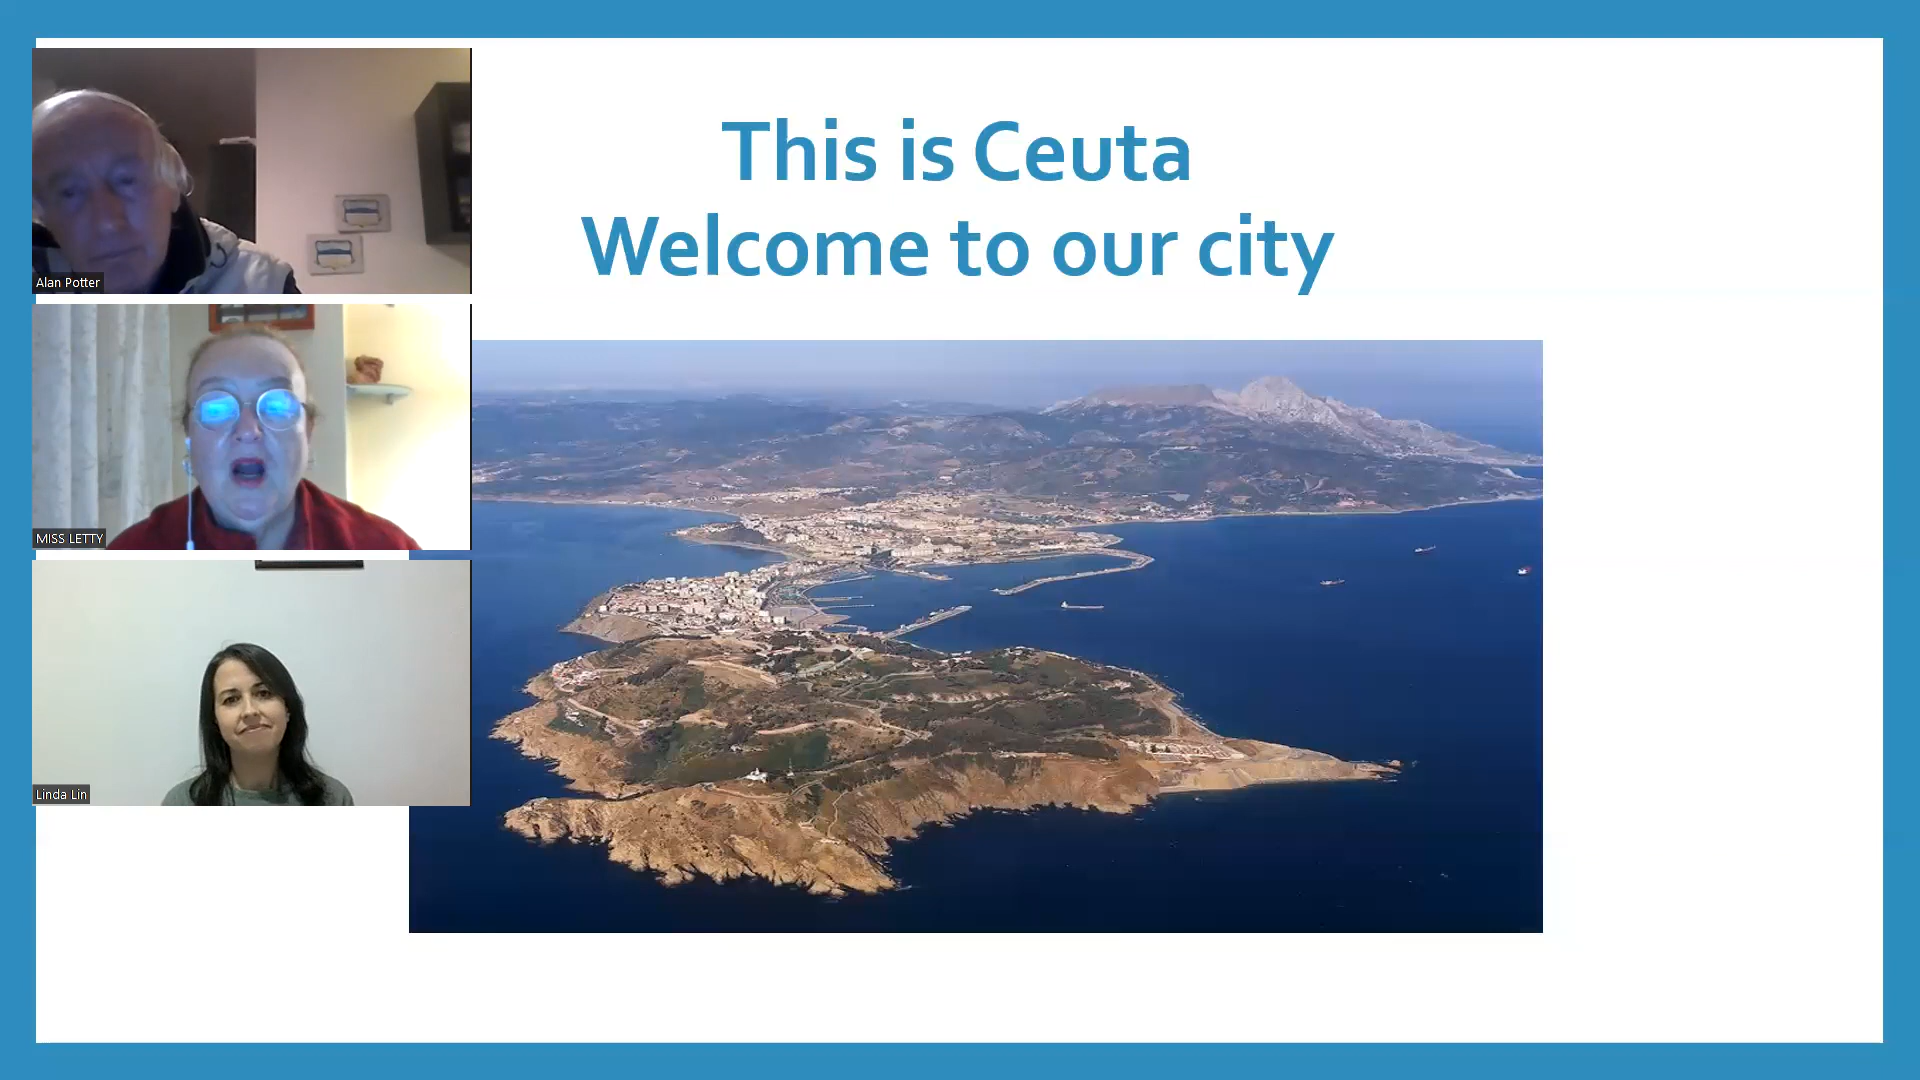 This is Ceuta
Welcome to our city
Alan Potter
MISS LETTY
Linda Lin